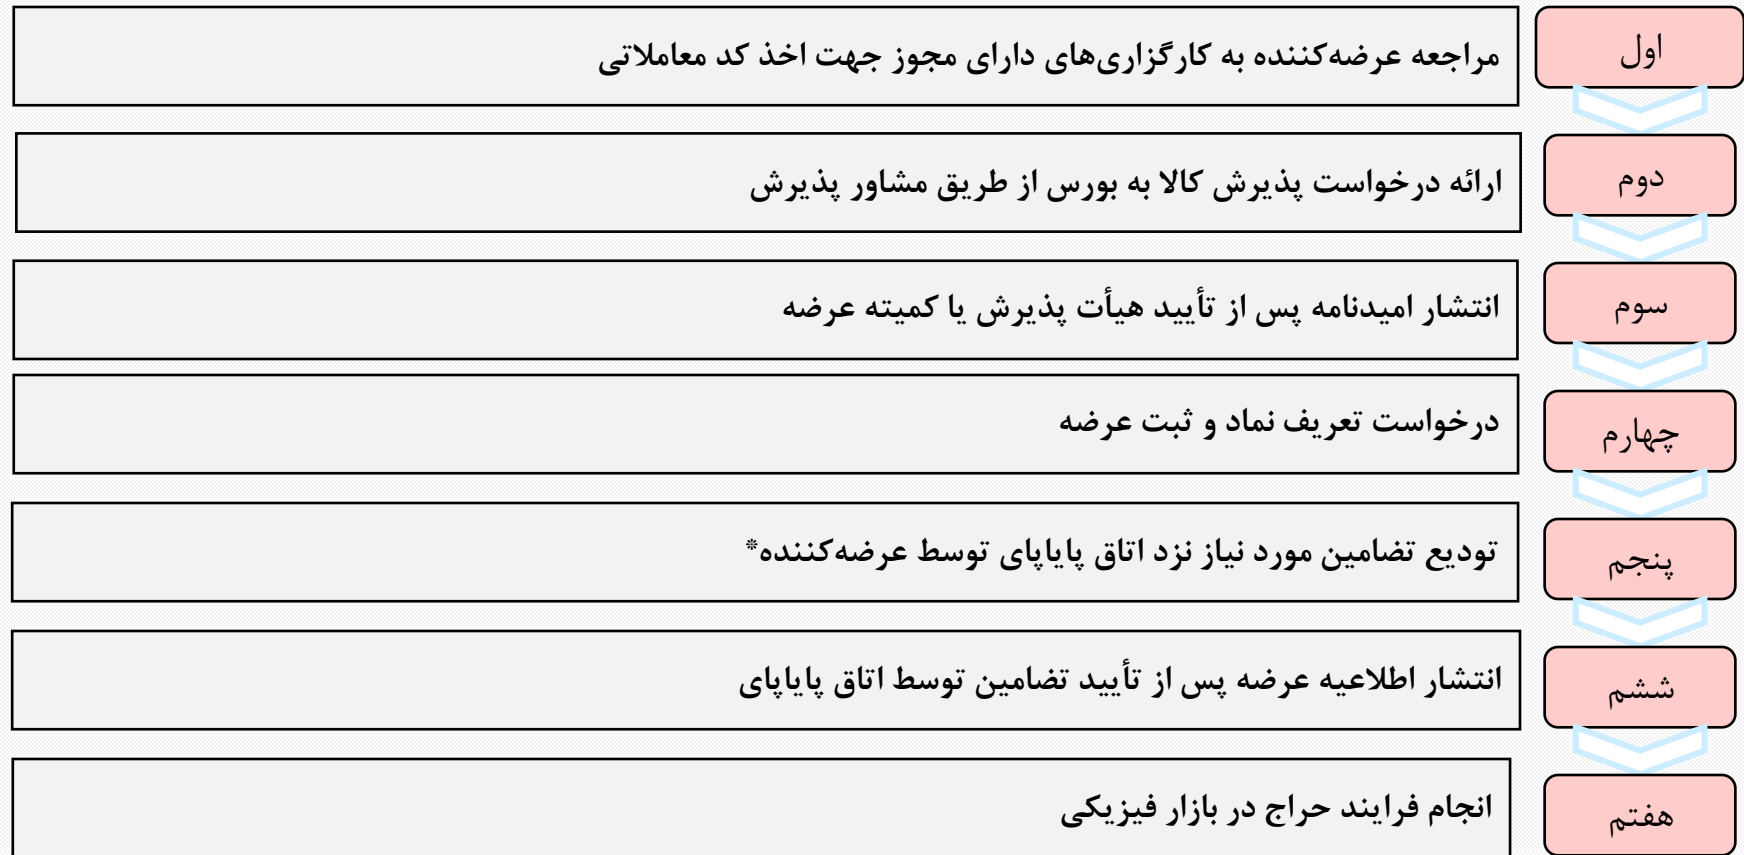 اول
مراجعه عرضه‌کننده به کارگزاری‌های دارای مجوز جهت اخذ کد معاملاتی
دوم
ارائه درخواست پذیرش کالا به بورس از طریق مشاور پذیرش
سوم
انتشار امیدنامه پس از تأیید هیأت پذیرش یا کمیته عرضه
چهارم
درخواست تعریف نماد و ثبت عرضه
پنجم
تودیع تضامین مورد نیاز نزد اتاق پایاپای توسط عرضه‌کننده*
ششم
انتشار اطلاعیه عرضه پس از تأیید تضامین توسط اتاق پایاپای
هفتم
انجام فرایند حراج در بازار فیزیکی